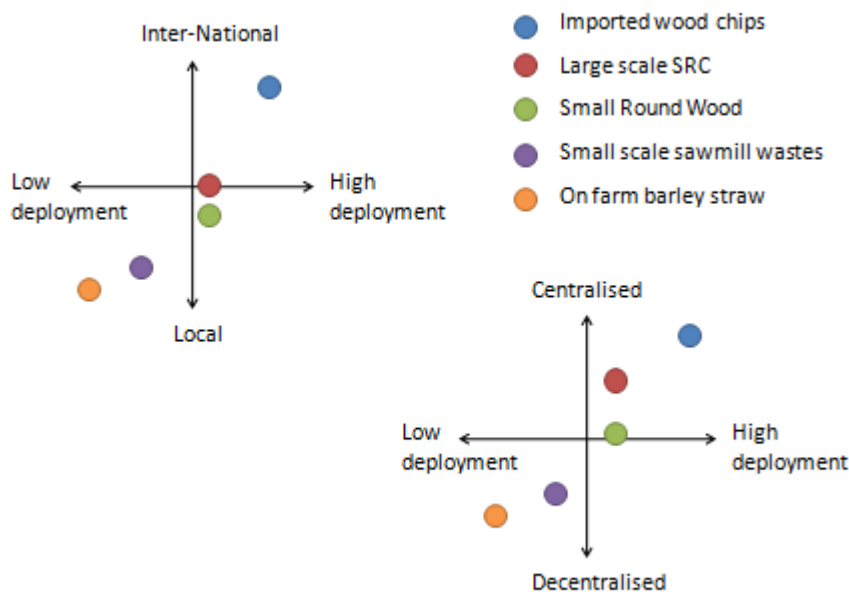 Inter-National
Low
deployment
High
deployment
Local
Imported wood chips
Large scale SRC
Small Round Wood
Small scale sawmill wastes
On farm barley straw
Centralised
Low
deployment
High
deployment
Decentralised